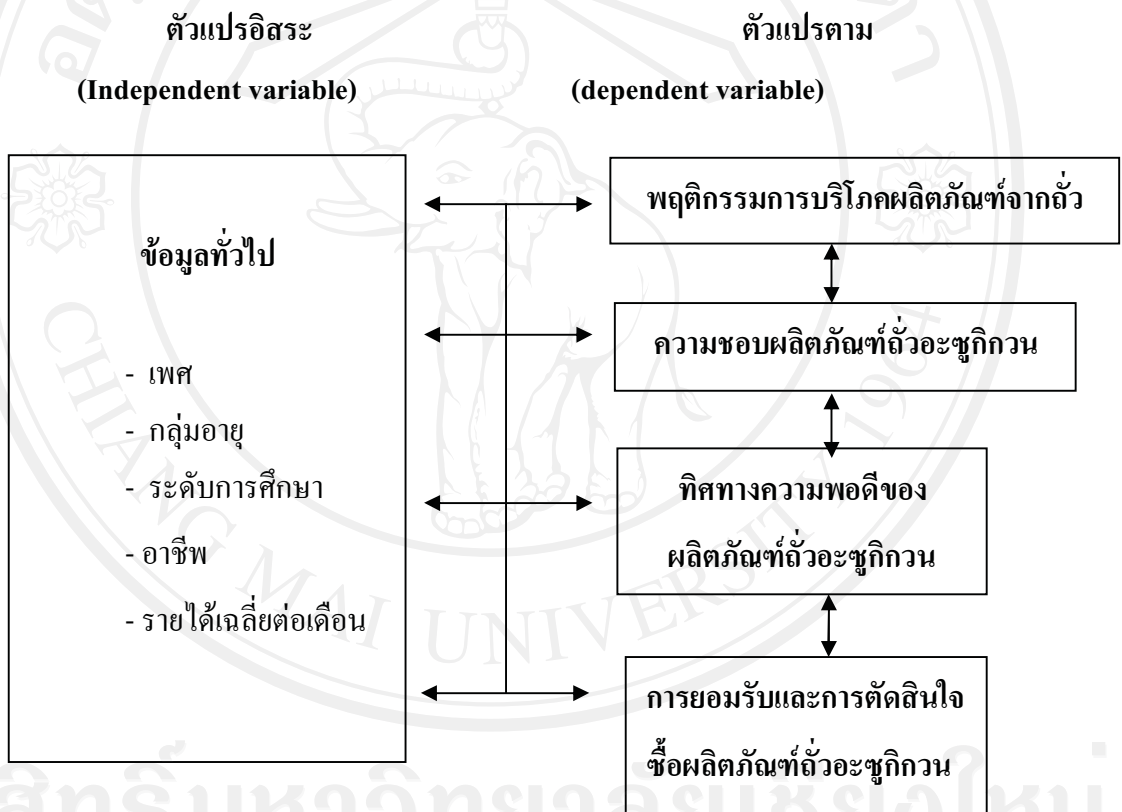 ตัวแปรอิสระ
(Independent variable)
ตัวแปรตาม
(dependent variable)
ข้อมูลทั่วไป
- เพศ
- กลุ่มอายุ
- ระดับการศึกษา
- อาชีพ
- รายได้เฉลี่ยต่อเดือน
พฤติกรรมการบริโภคผลิตภัณฑ์จากถั่ว
ความชอบผลิตภัณฑ์ถั่วอะซูกิกวน
ทิศทางความพอดีของ
ผลิตภัณฑ์ถั่วอะซูกิกวน
การยอมรับและการตัดสินใจ
ซื้อผลิตภัณฑ์ถั่วอะซูกิกวน
CHIANG MAI UNIVERSITY 1964